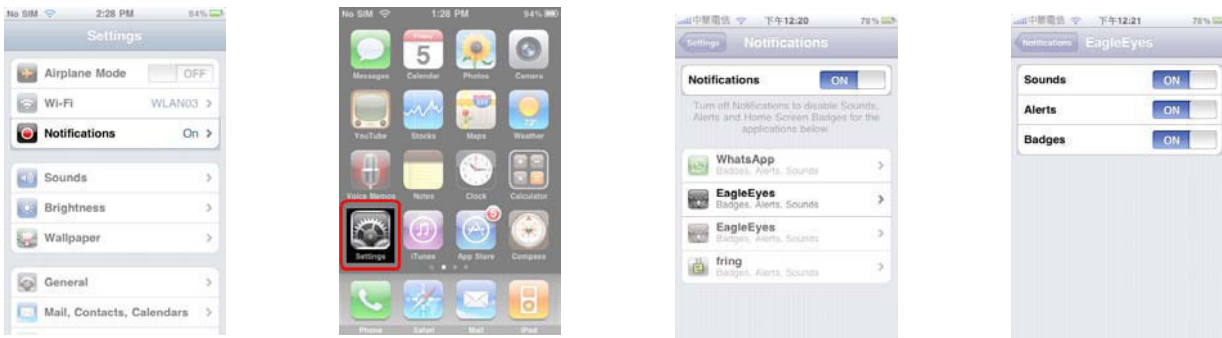 No SIM 2:28 PM 84%
Settings
Airplane Mode OFF
Wi-Fi WLAN03
Notifications On
Sounds
Brightness
Wallpaper
General
Mail, Contacts, Calendars
No SIM 1:28 PM 94%
Friday
5
Messages Calendar Photos Camera
YouTube Stocks Maps Weather
Voice Memos Notes Clock Calculator
5
Settings iTunes App Store Compass
Phone Safari Mail iPod
中華電信 下午12:20 78%
Settings Notifications
Notifications ON
Turn off Notifications to disable Sounds,
Alerts and Home Screen Badges for the
applications below.
WhatsApp
Badges, Alerts, Sounds
EagleEyes
Badges, Alerts, Sounds
EagleEyes
Badges, Alerts, Sounds
fring
Badges, Alerts, Sounds
中華電信 下午12:21 78%
Notifications EagleEyes
Sounds ON
Alerts ON
Badges ON